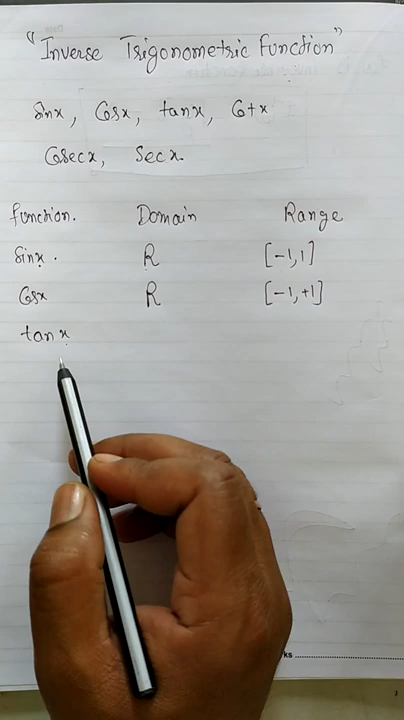 "Inverse Trigonometric Function"
Sinx, Cosx, tanx, Cotx
Cosecx, Secx.
function. Domain Range
Sinx. R [-1,1]
Cosx R [-1,+1]
tanx
ks